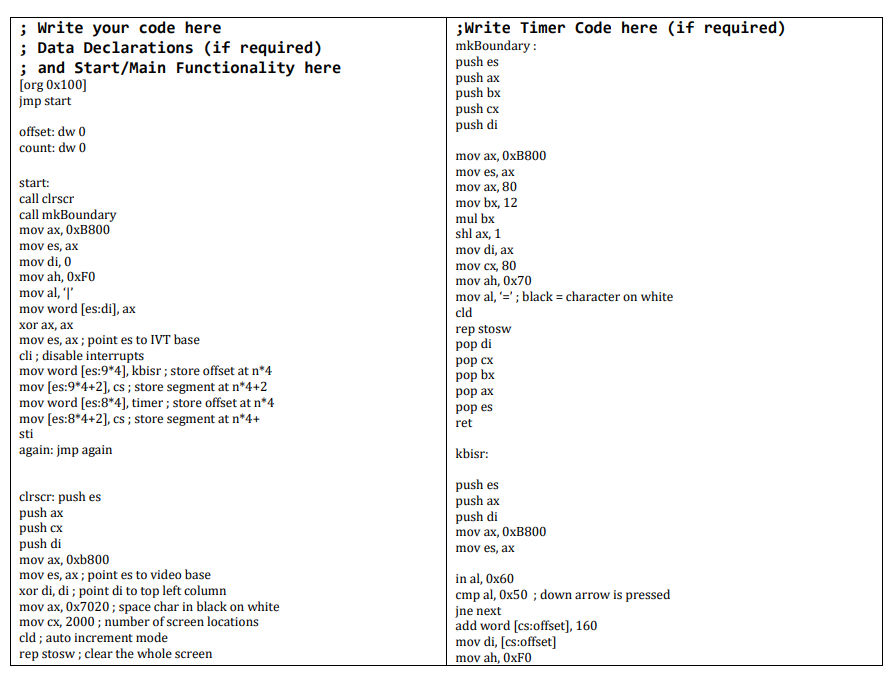 ; Write your code here
; Data Declarations (if required)
; and Start/Main Functionality here
[org 0x100]
jmp start
offset: dw 0
count: dw 0
start:
call clrscr
call mkBoundary
mov ax, 0xB800
mov es, ax
mov di, 0
mov ah, 0xF0
mov al, ‘|’
mov word [es:di], ax
xor ax, ax
mov es, ax ; point es to IVT base
cli ; disable interrupts
mov word [es:9*4], kbisr ; store offset at n*4
mov [es:9*4+2], cs ; store segment at n*4+2
mov word [es:8*4], timer ; store offset at n*4
mov [es:8*4+2], cs ; store segment at n*4+
sti
again: jmp again
clrscr: push es
push ax
push cx
push di
mov ax, 0xb800
mov es, ax ; point es to video base
xor di, di ; point di to top left column
mov ax, 0x7020 ; space char in black on white
mov cx, 2000 ; number of screen locations
cld ; auto increment mode
rep stosw ; clear the whole screen
;Write Timer Code here (if required)
mkBoundary :
push es
push ax
push bx
push cx
push di
mov ax, 0xB800
mov es, ax
mov ax, 80
mov bx, 12
mul bx
shl ax, 1
mov di, ax
mov cx, 80
mov ah, 0x70
mov al, ‘=’ ; black = character on white
cld
rep stosw
pop di
pop cx
pop bx
pop ax
pop es
ret
kbisr:
push es
push ax
push di
mov ax, 0xB800
mov es, ax
in al, 0x60
cmp al, 0x50 ; down arrow is pressed
jne next
add word [cs:offset], 160
mov di, [cs:offset]
mov ah, 0xF0